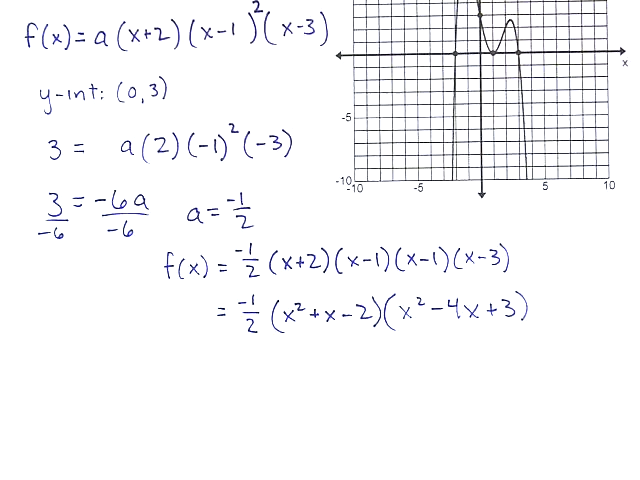 f(x) = a(x+2)(x-1)²(x-3)
y-int: (0,3)
3 = a(2)(-1)²(-3)
3/-6 = -6a/-6 a = -1/2
f(x) = -1/2 (x+2)(x-1)(x-1)(x-3)
= -1/2 (x²+x-2)(x²-4x+3)
x
-5
-10
-10 -5 5 10